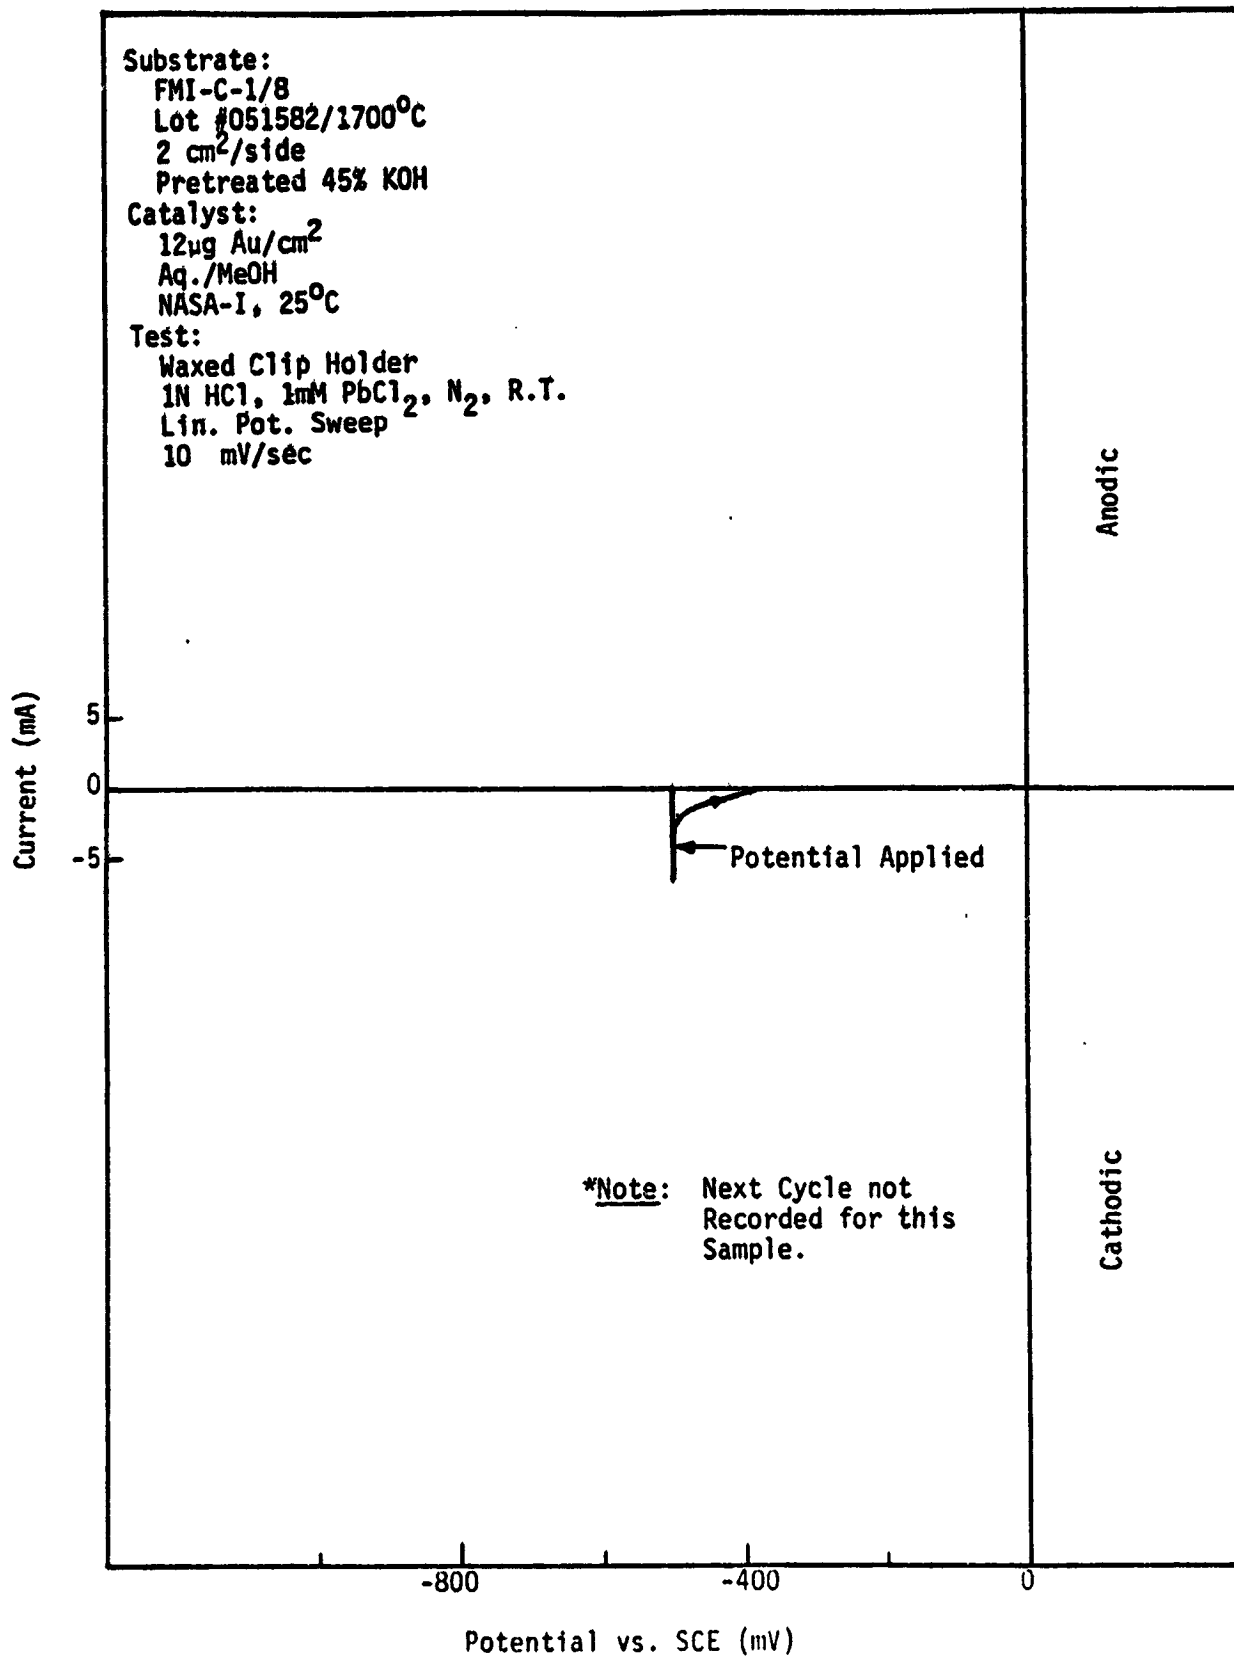 Substrate:
FMI-C-1/8
Lot #051582/1700°C
2 cm²/side
Pretreated 45% KOH
Catalyst:
12µg Au/cm²
Aq./MeOH
NASA-I, 25°C
Test:
Waxed Clip Holder
1N HCl, 1mM PbCl₂, N₂, R.T.
Lin. Pot. Sweep
10 mV/sec
Anodic
Current (mA)
5
0
-5
Potential Applied
*Note: Next Cycle not
Recorded for this
Sample.
Cathodic
-800
-400
0
Potential vs. SCE (mV)